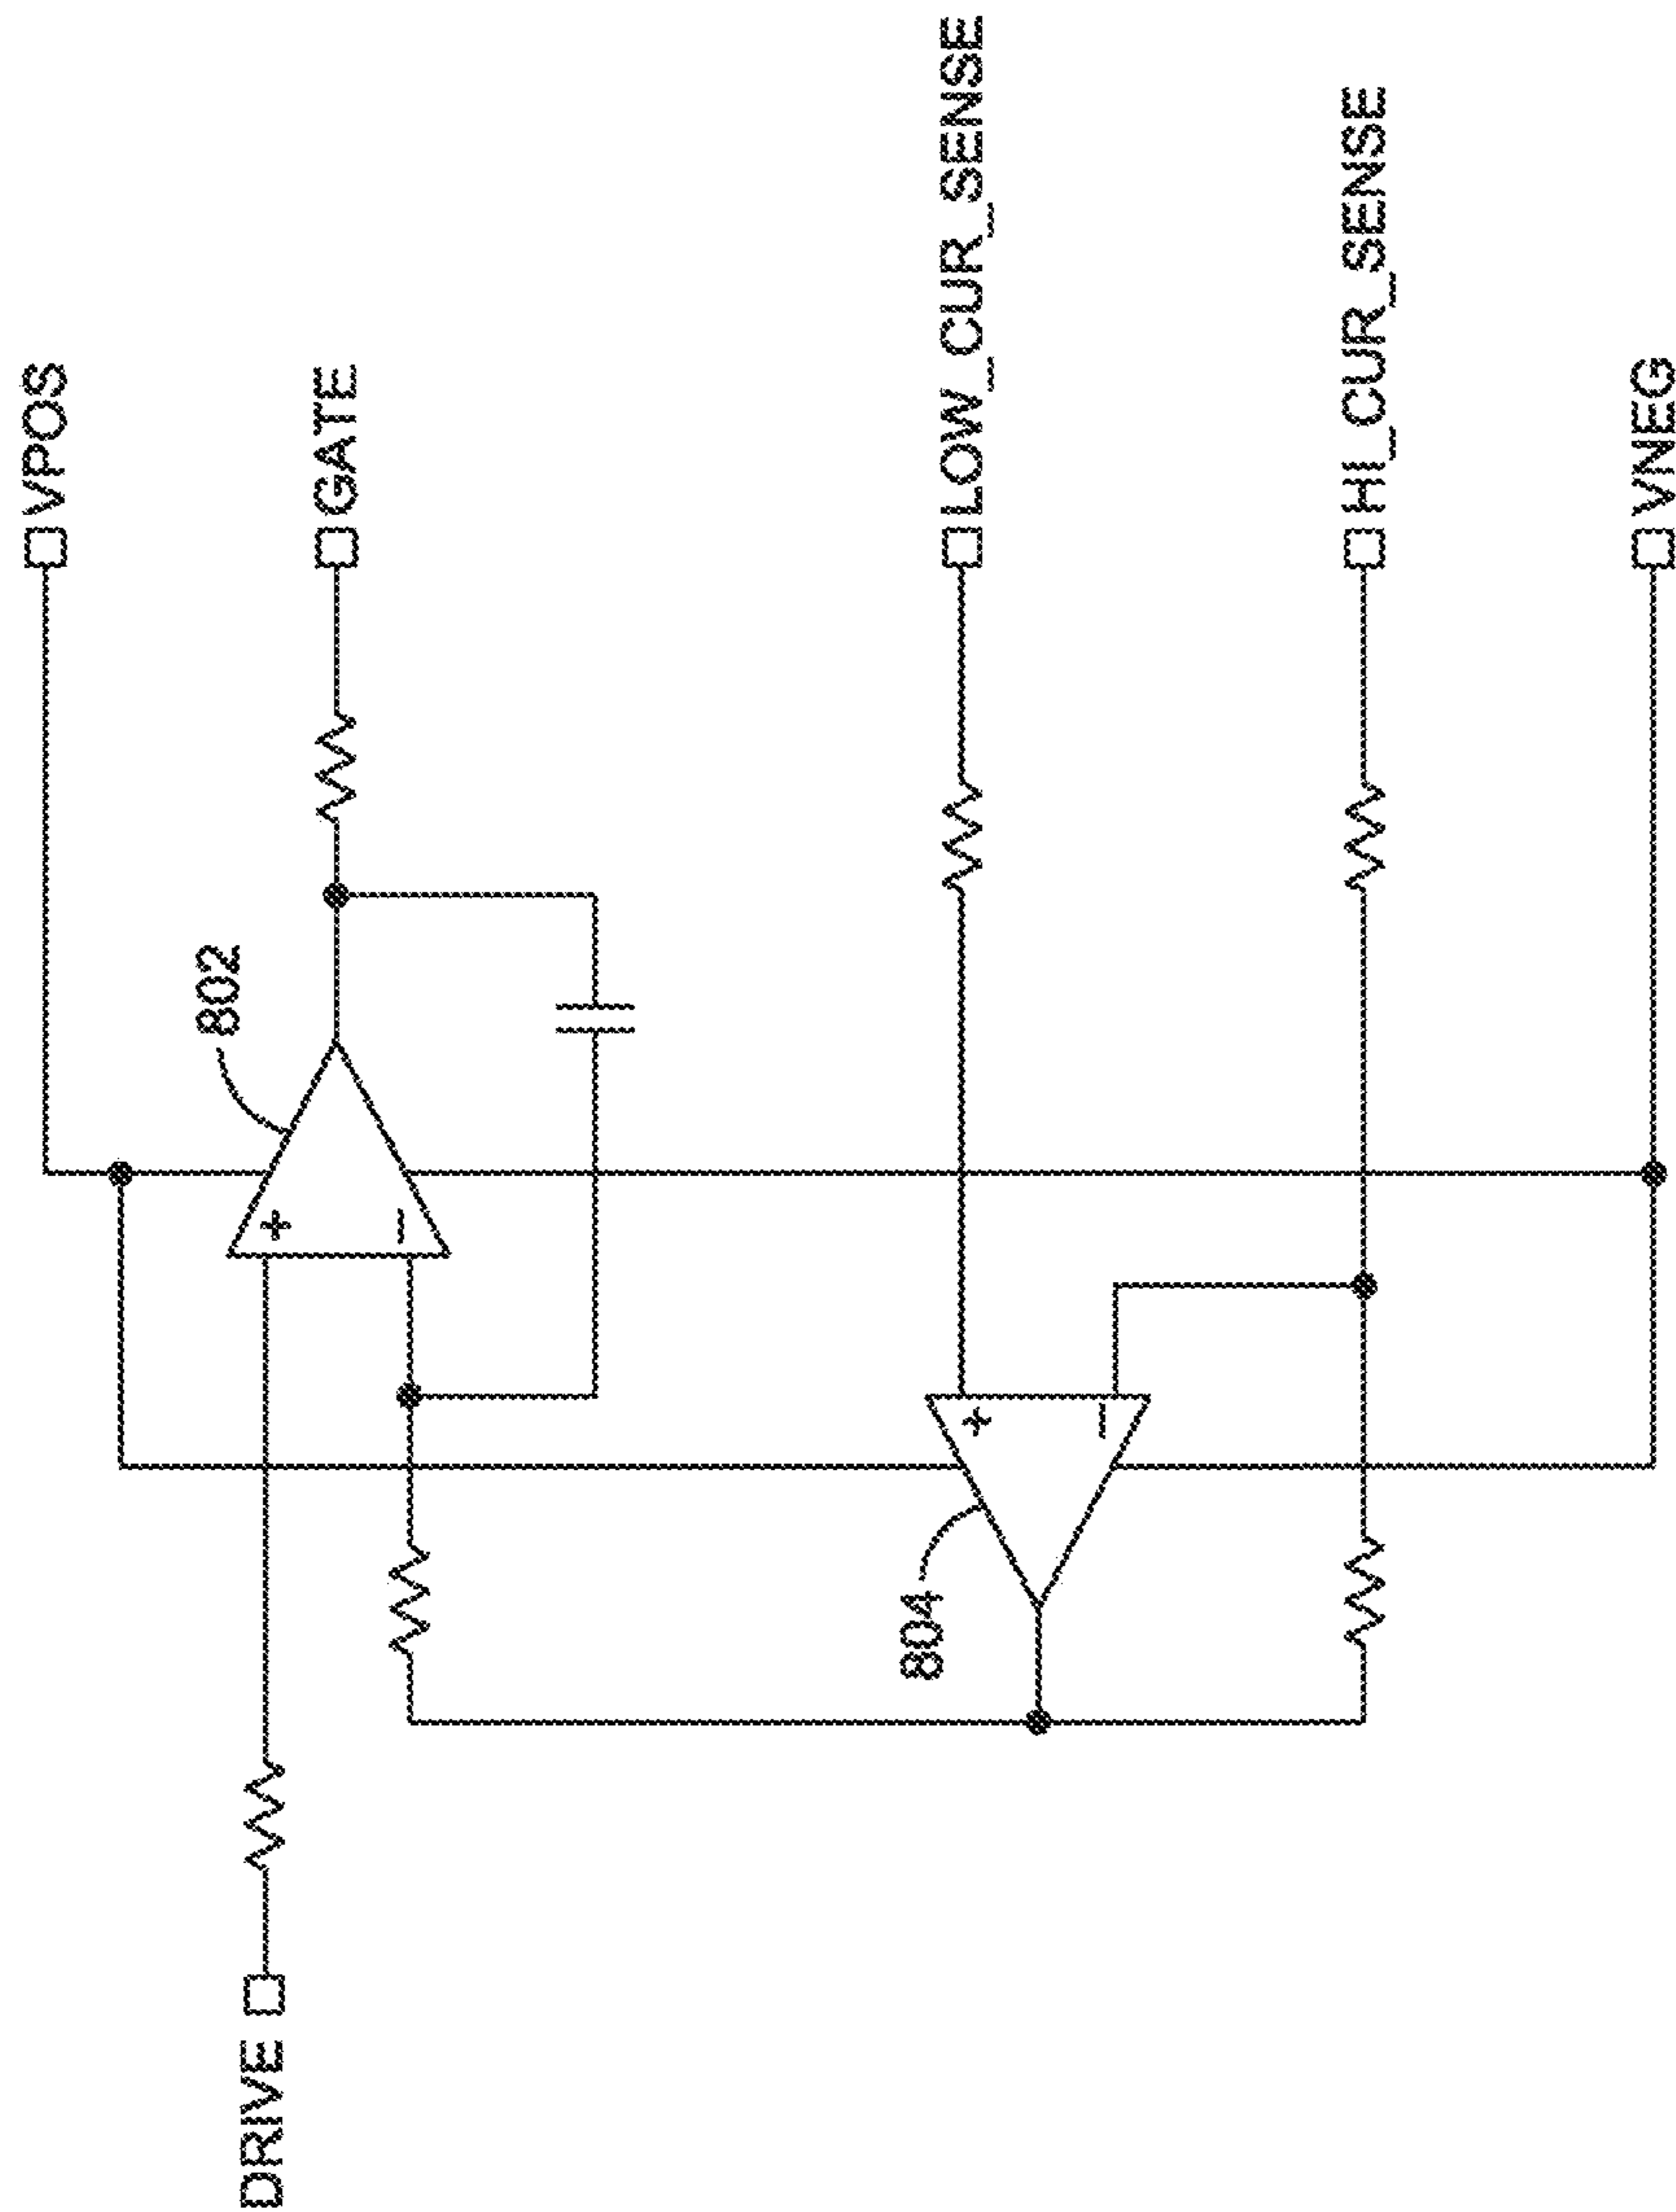 VPOS
GATE
802
+
−
DRIVE
LOW_CUR_SENSE
+
−
804
HI_CUR_SENSE
VNEG